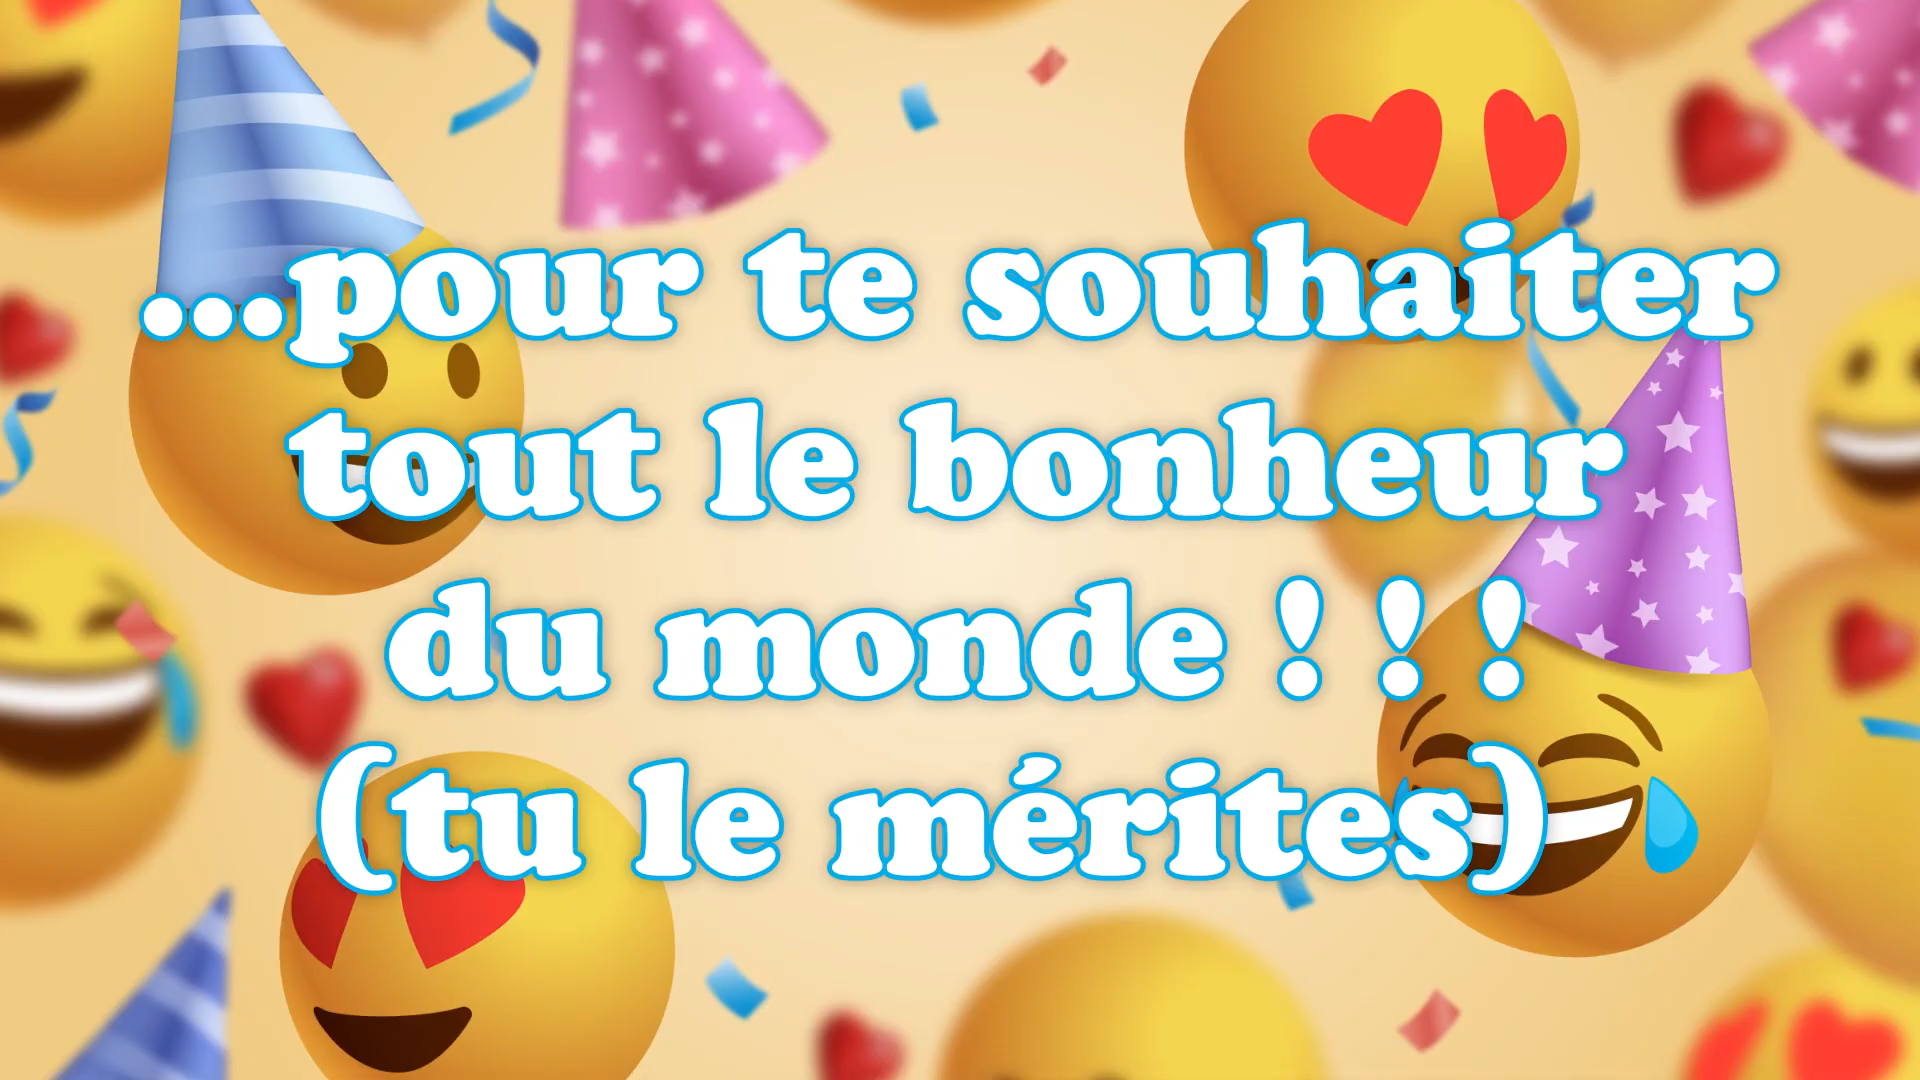 ...pour te souhaiter
tout le bonheur
du monde ! ! !
(tu le mérites)